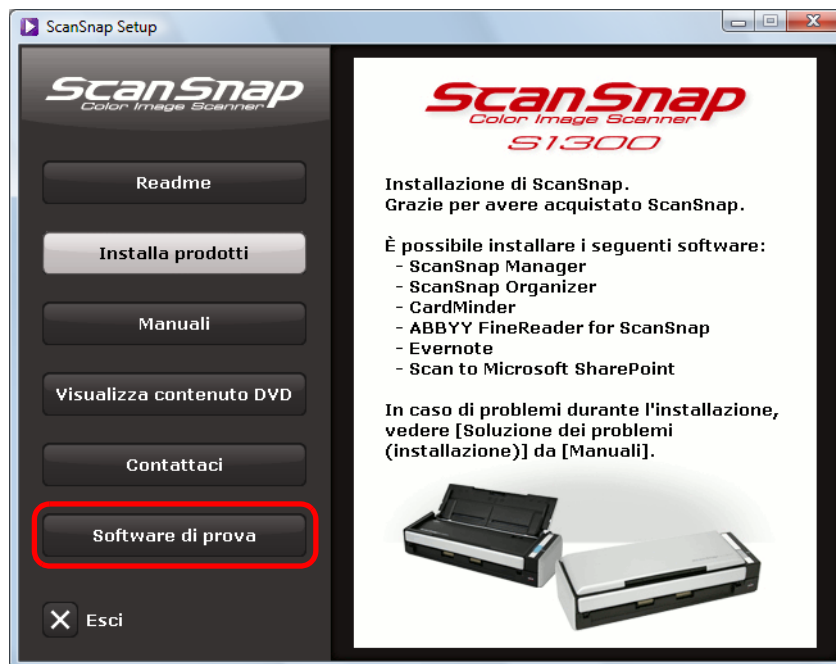 ScanSnap Setup
ScanSnap
Color Image Scanner
Readme
Installa prodotti
Manuali
Visualizza contenuto DVD
Contattaci
Software di prova
Esci
ScanSnap
Color Image Scanner
S1300
Installazione di ScanSnap.
Grazie per avere acquistato ScanSnap.
È possibile installare i seguenti software:
- ScanSnap Manager
- ScanSnap Organizer
- CardMinder
- ABBYY FineReader for ScanSnap
- Evernote
- Scan to Microsoft SharePoint
In caso di problemi durante l'installazione,
vedere [Soluzione dei problemi
(installazione)] da [Manuali].